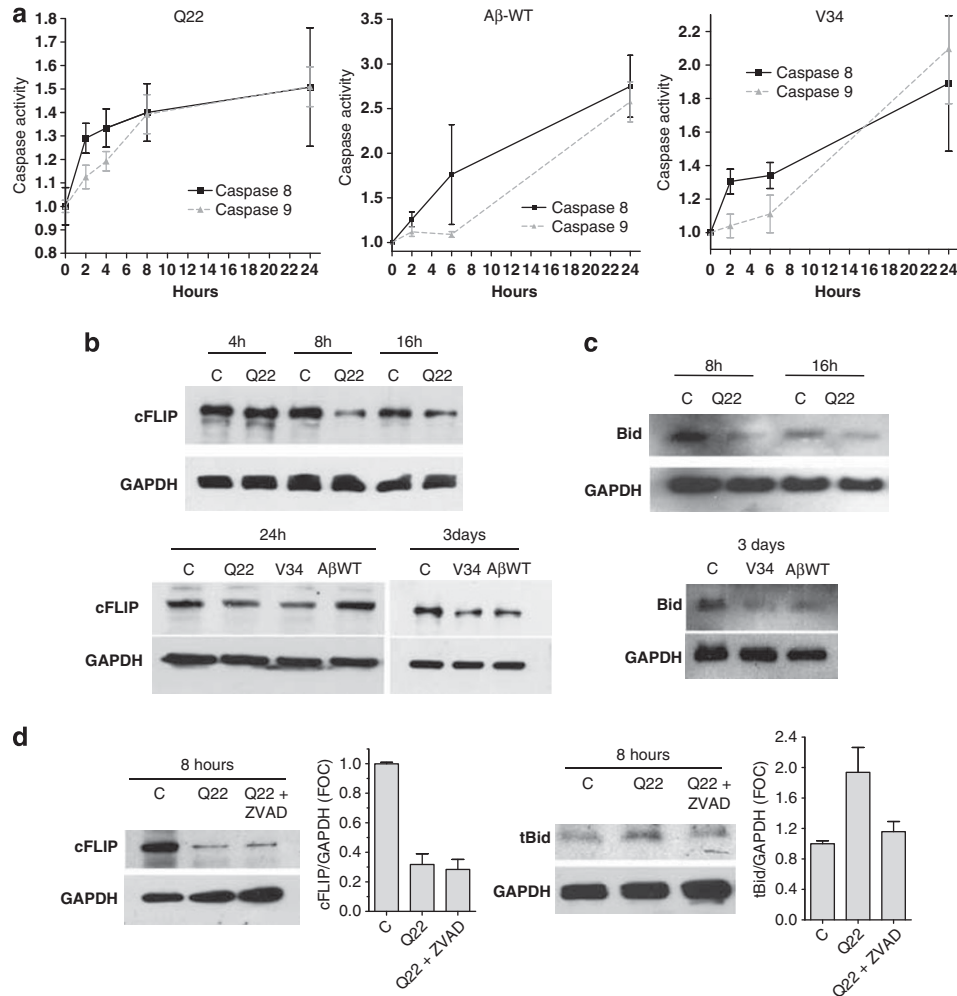 a
Q22
Caspase activity
1.8
1.7
1.6
1.5
1.4
1.3
1.2
1.1
1.0
0.9
0.8
Caspase 8
Caspase 9
0 2 4 6 8 10 12 14 16 18 20 22 24
Hours
Aβ-WT
Caspase activity
3.5
3.0
2.5
2.0
1.5
1.0
Caspase 8
Caspase 9
0 2 4 6 8 10 12 14 16 18 20 22 24
Hours
V34
Caspase activity
2.2
2.0
1.8
1.6
1.4
1.2
1.0
Caspase 8
Caspase 9
0 2 4 6 8 10 12 14 16 18 20 22 24
Hours
b
4h 8h 16h
C Q22 C Q22 C Q22
cFLIP
GAPDH
24h 3days
C Q22 V34 AβWT C V34 AβWT
cFLIP
GAPDH
c
8h 16h
C Q22 C Q22
Bid
GAPDH
3 days
C V34 AβWT
Bid
GAPDH
d
8 hours
C Q22 Q22 +
ZVAD
cFLIP
GAPDH
cFLIP/GAPDH (FOC)
1.0
0.8
0.6
0.4
0.2
0.0
C
Q22
Q22 + ZVAD
8 hours
C Q22 Q22 +
ZVAD
tBid
GAPDH
tBid/GAPDH (FOC)
2.4
2.0
1.6
1.2
0.8
0.4
0.0
C
Q22
Q22 + ZVAD